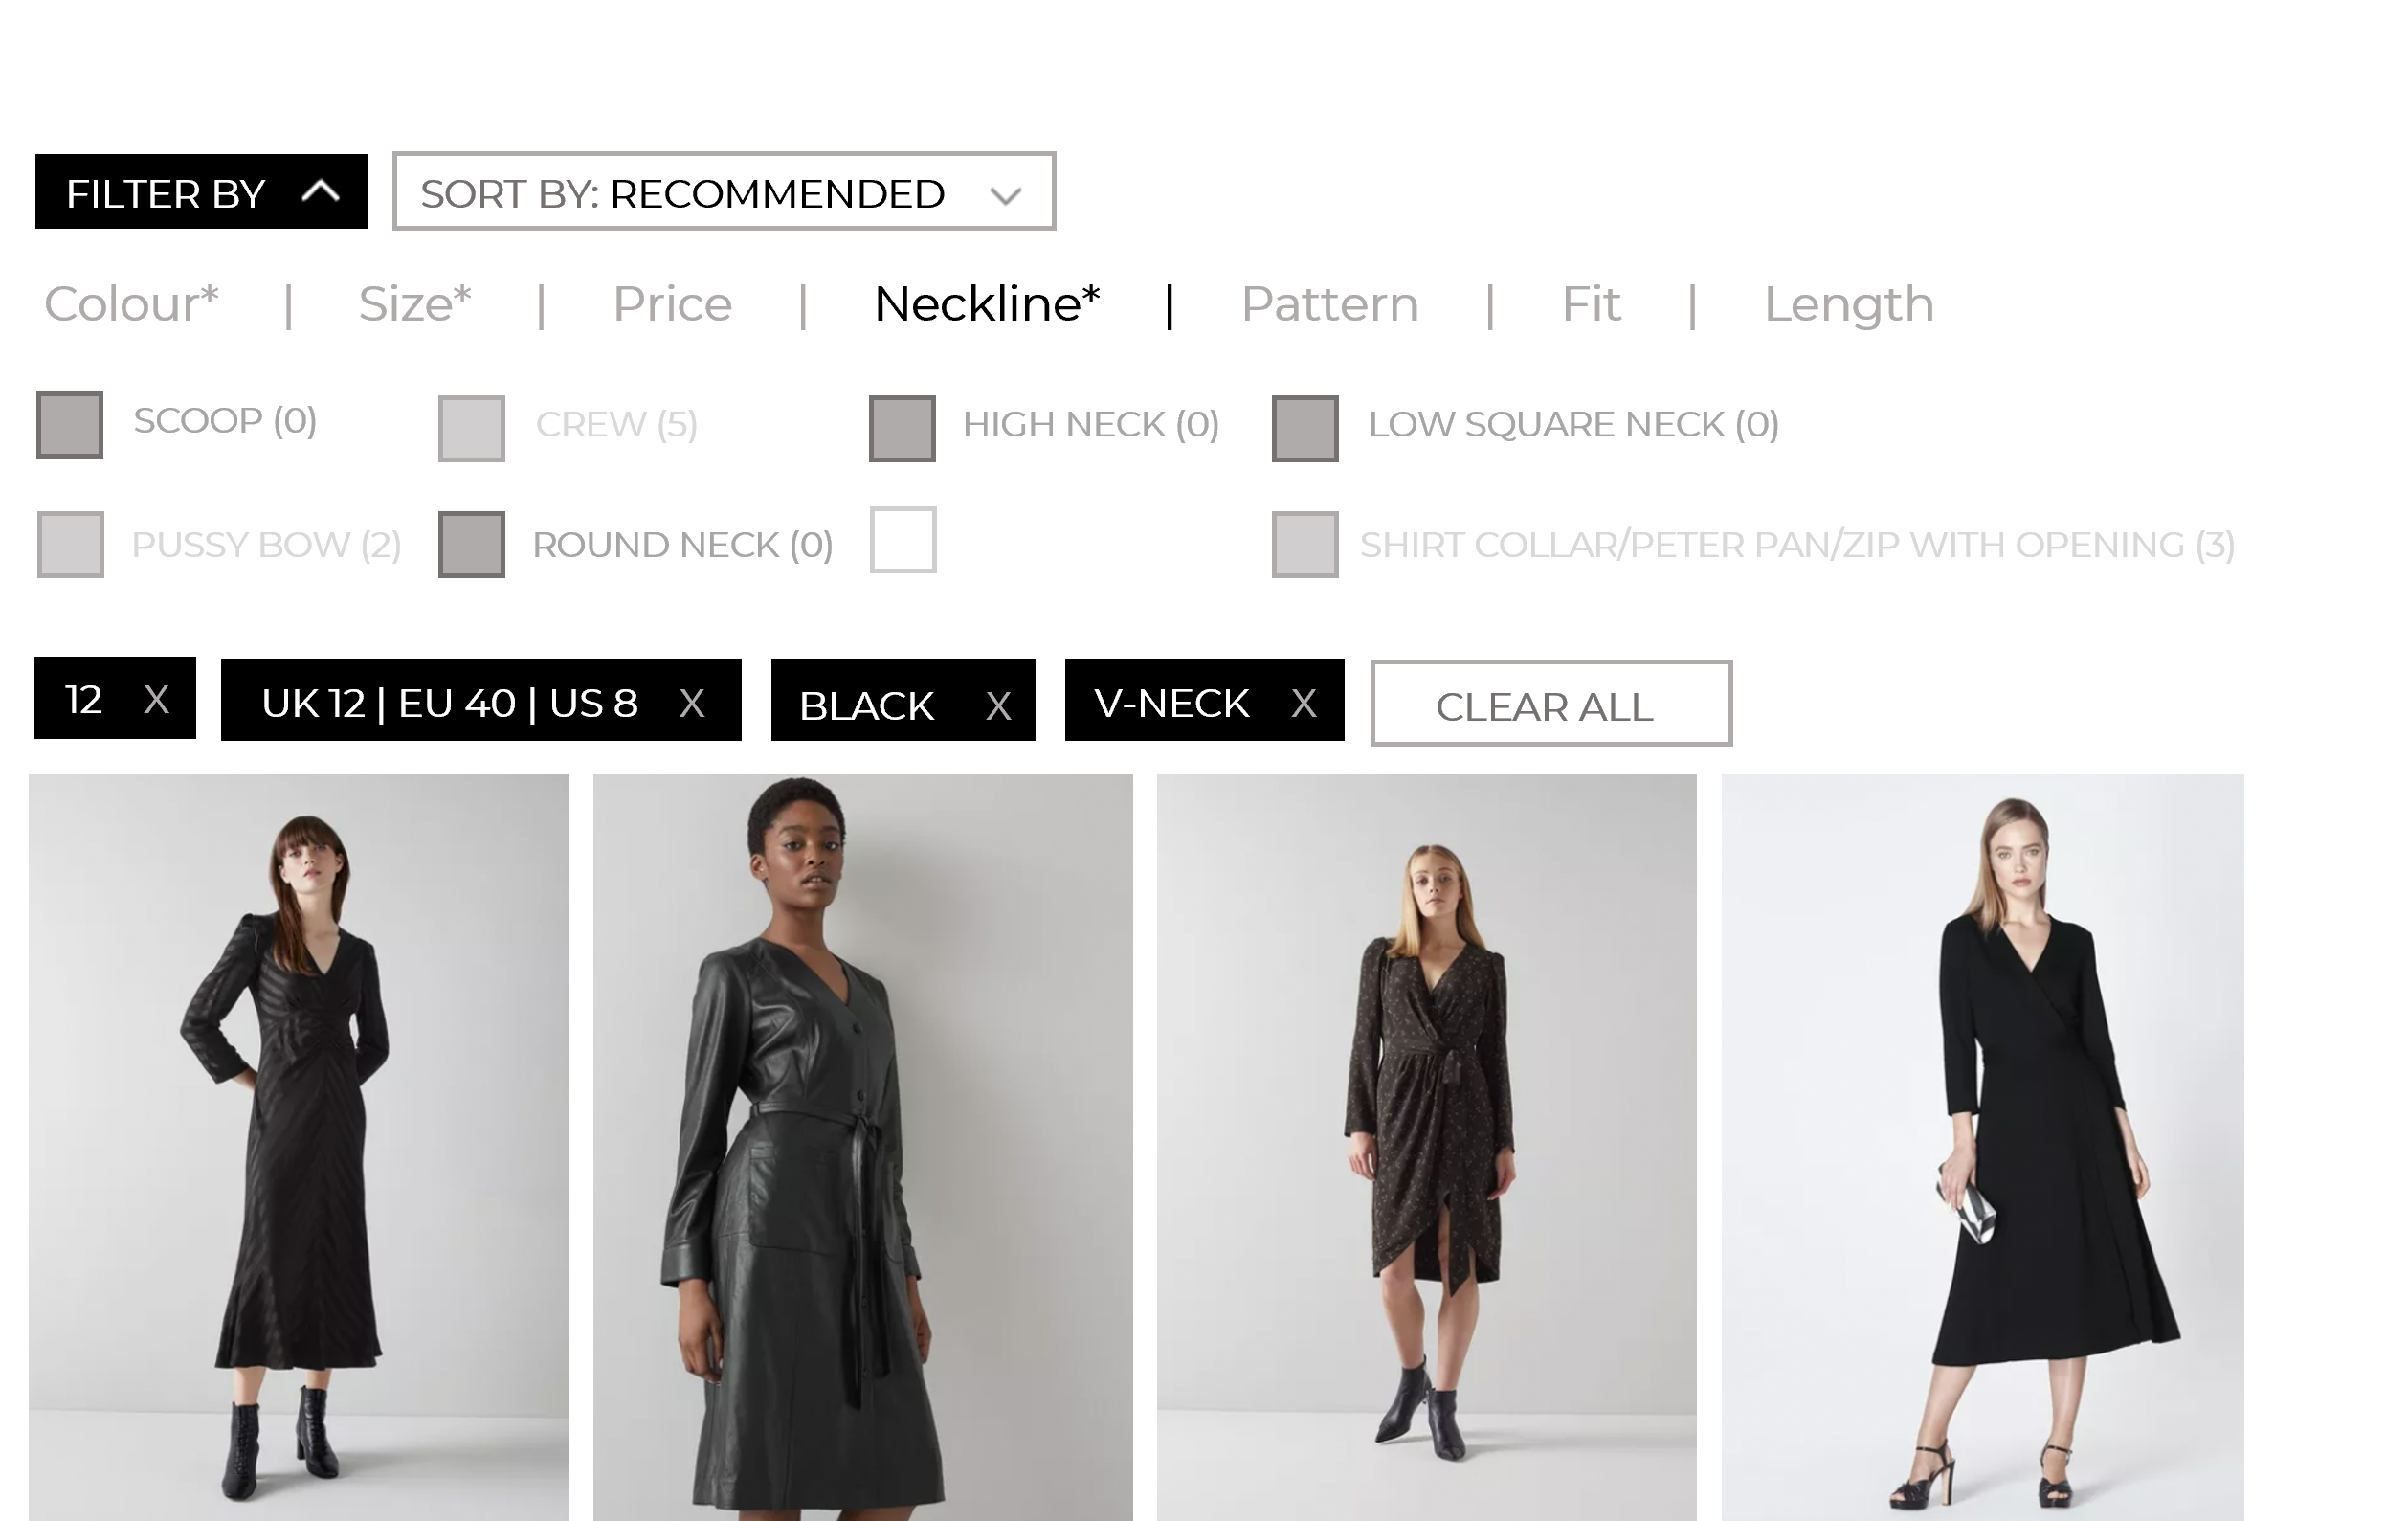 FILTER BY
SORT BY: RECOMMENDED
Colour* | Size* | Price | Neckline* | Pattern | Fit | Length
SCOOP (0) CREW (5) HIGH NECK (0) LOW SQUARE NECK (0)
PUSSY BOW (2) ROUND NECK (0) SHIRT COLLAR/PETER PAN/ZIP WITH OPENING (3)
12 X UK 12 | EU 40 | US 8 X BLACK X V-NECK X CLEAR ALL